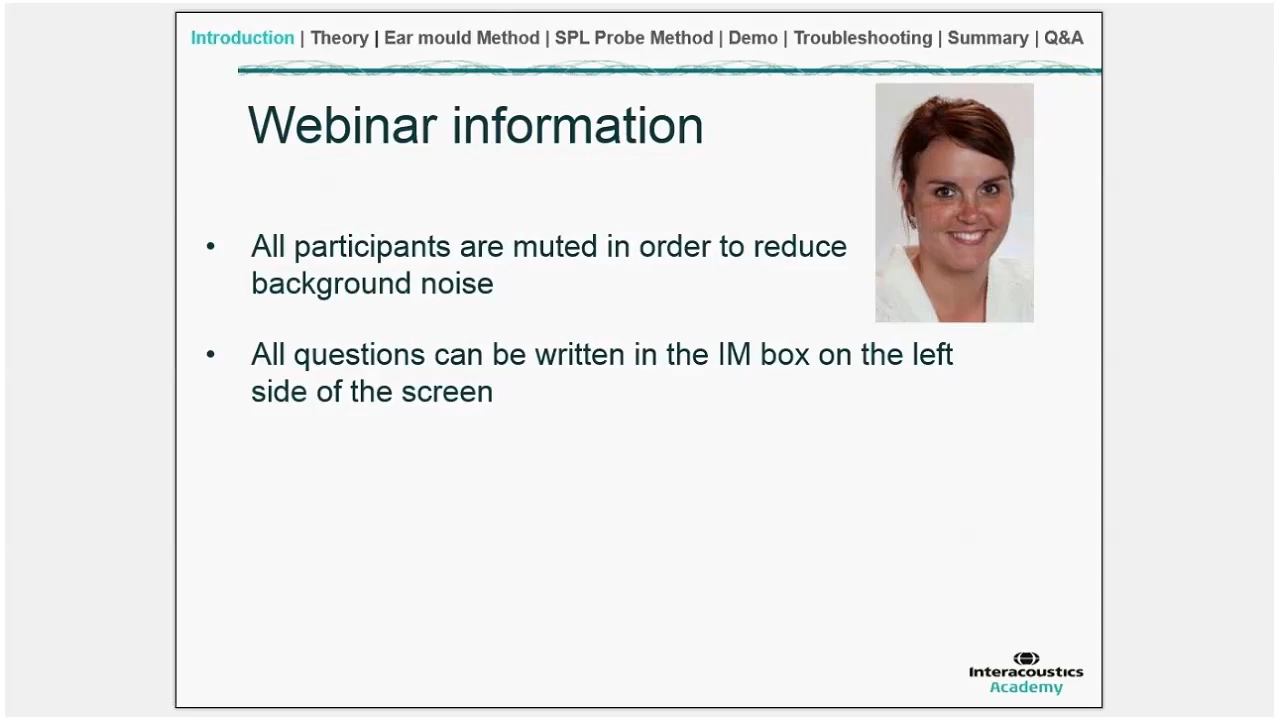 Introduction | Theory | Ear mould Method | SPL Probe Method | Demo | Troubleshooting | Summary | Q&A
Webinar information
• All participants are muted in order to reduce
background noise
• All questions can be written in the IM box on the left
side of the screen
Interacoustics
Academy